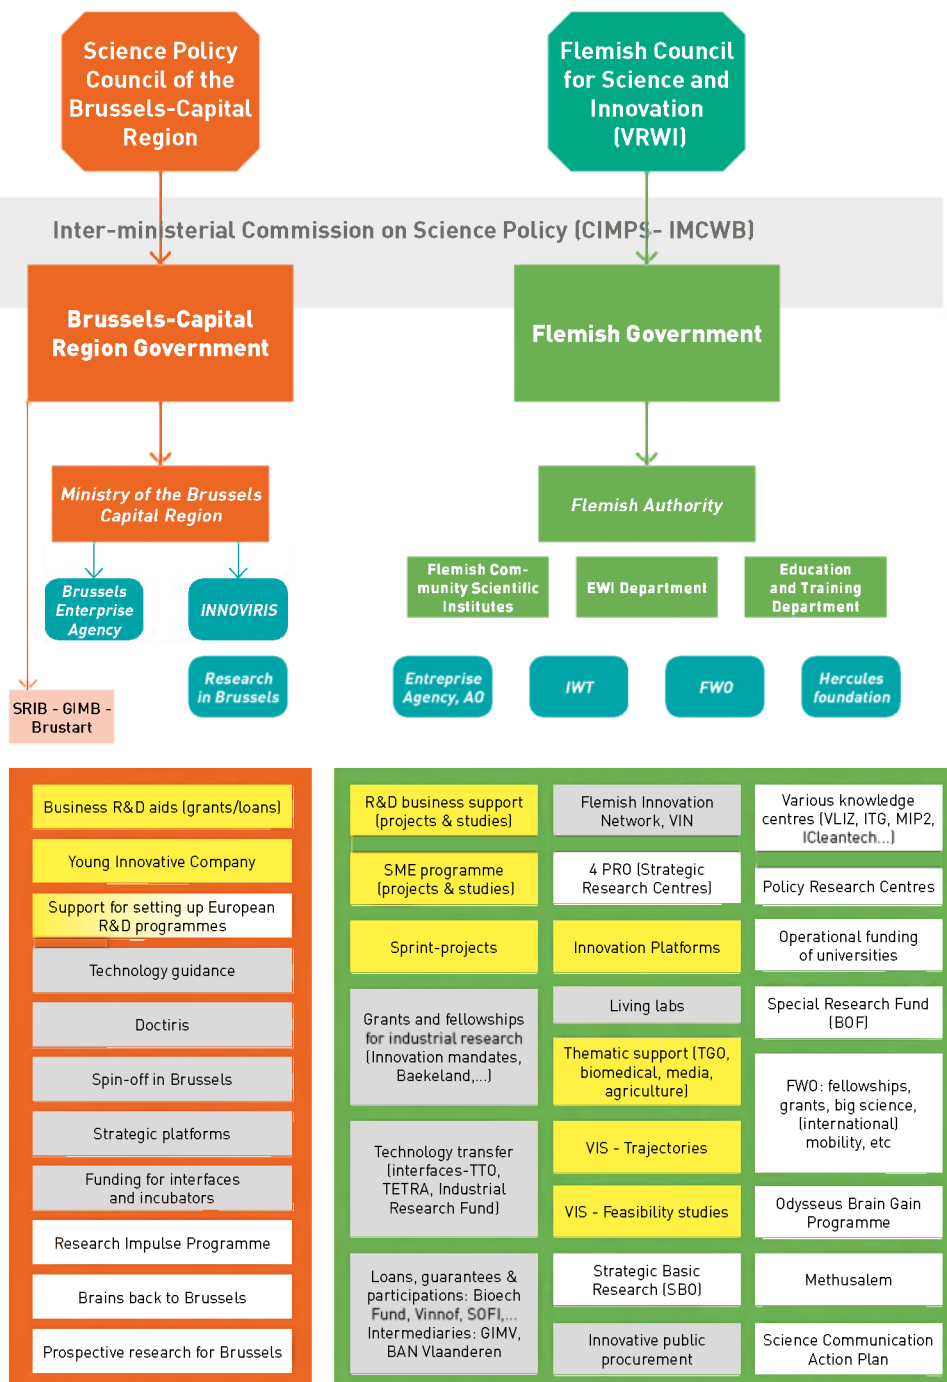 Science Policy
Council of the
Brussels-Capital
Region
Flemish Council
for Science and
Innovation
(VRWI)
Inter-ministerial Commission on Science Policy (CIMPS- IMCWB)
Brussels-Capital
Region Government
Flemish Government
Ministry of the Brussels
Capital Region
Flemish Authority
Brussels
Enterprise
Agency
INNOVIRIS
Research
in Brussels
SRIB - GIMB -
Brustart
Flemish Com-
munity Scientific
Institutes
EWI Department
Education
and Training
Department
Entreprise
Agency, AO
IWT
FWO
Hercules
foundation
Business R&D aids (grants/loans)
Young Innovative Company
Support for setting up European
R&D programmes
Technology guidance
Doctiris
Spin-off in Brussels
Strategic platforms
Funding for interfaces
and incubators
Research Impulse Programme
Brains back to Brussels
Prospective research for Brussels
R&D business support
(projects & studies)
SME programme
(projects & studies)
Sprint-projects
Grants and fellowships
for industrial research
(Innovation mandates,
Baekeland,...)
Technology transfer
(interfaces-TTO,
TETRA, Industrial
Research Fund)
Loans, guarantees &
participations: Bioech
Fund, Vinnof, SOFI,...
Intermediaries: GIMV,
BAN Vlaanderen
Flemish Innovation
Network, VIN
4 PRO (Strategic
Research Centres)
Innovation Platforms
Living labs
Thematic support (TGO,
biomedical, media,
agriculture)
VIS - Trajectories
VIS - Feasibility studies
Strategic Basic
Research (SBO)
Innovative public
procurement
Various knowledge
centres (VLIZ, ITG, MIP2,
ICleantech...)
Policy Research Centres
Operational funding
of universities
Special Research Fund
(BOF)
FWO: fellowships,
grants, big science,
(international)
mobility, etc
Odysseus Brain Gain
Programme
Methusalem
Science Communication
Action Plan